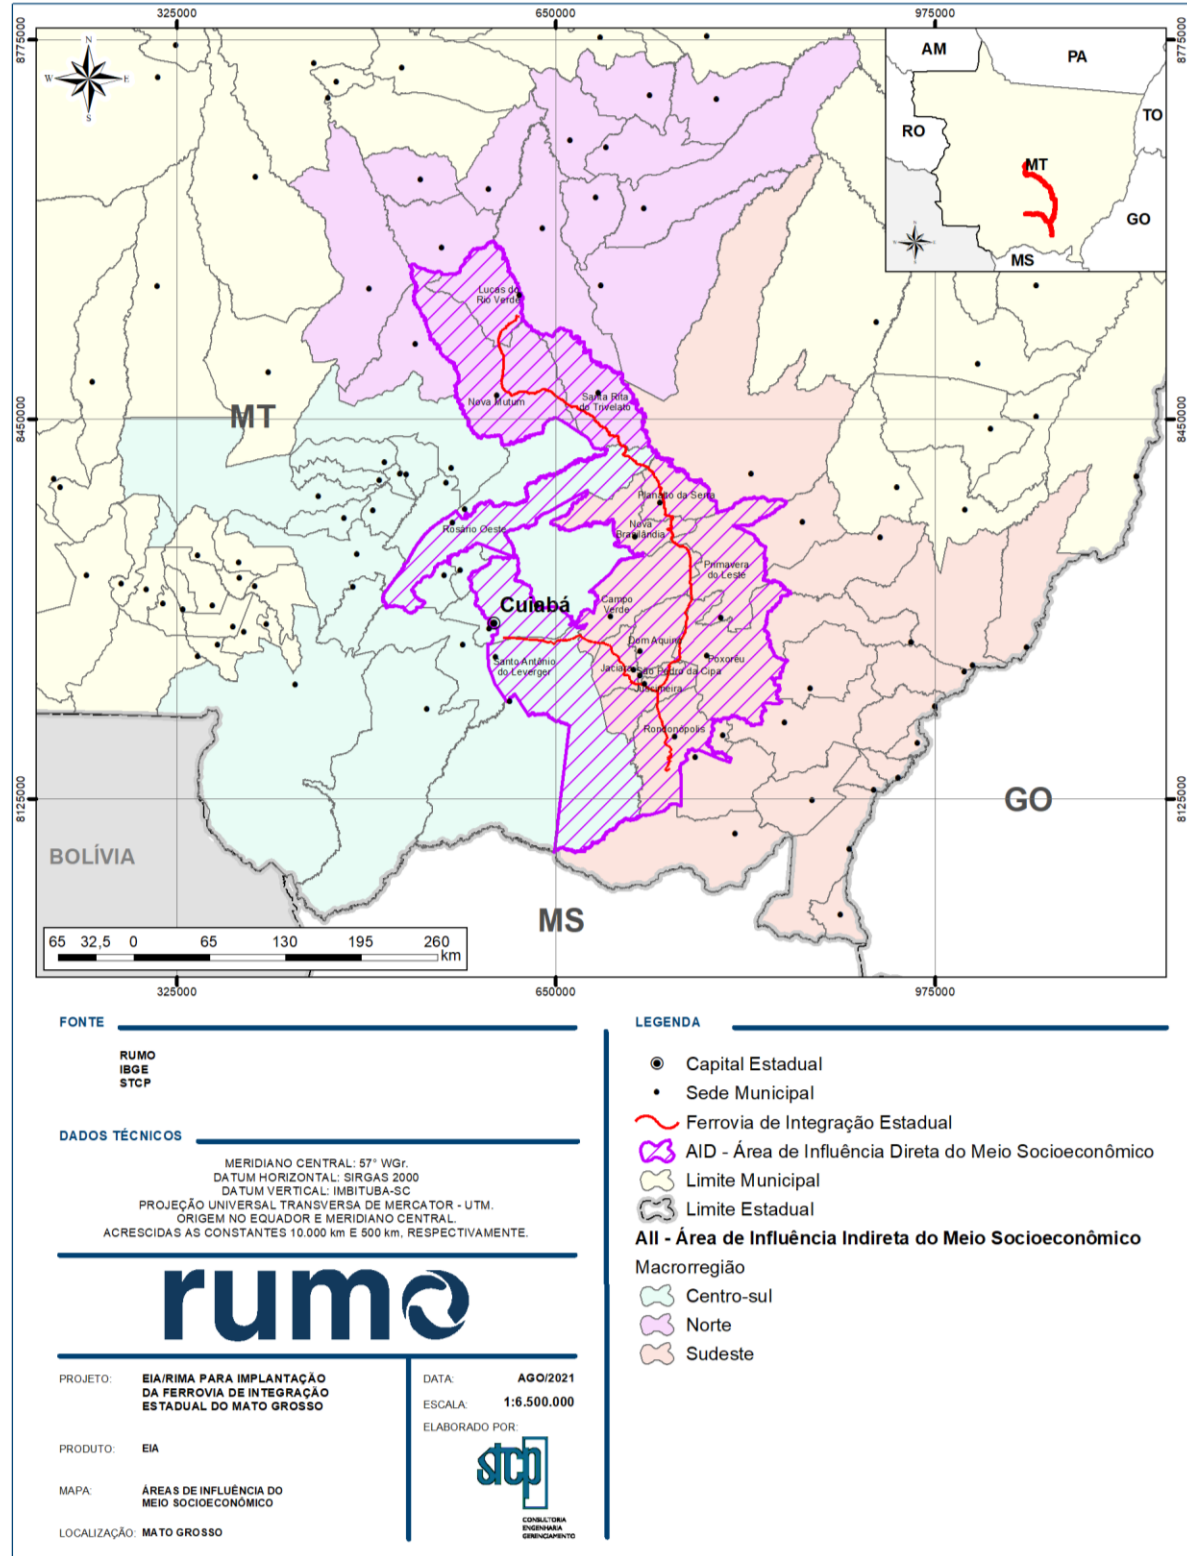 325000
650000
975000
8775000
8775000
N
W
E
S
AM
PA
TO
RO
MT
GO
MS
Lucas do
Rio Verde
Nova Mutum
Santa Rita
do Trivelato
MT
8450000
8450000
Planalto da Serra
Rosário Oeste
Nova
Brasilândia
Primavera
do Leste
Campo
Verde
Cuiabá
Dom Aquino
Santo Antônio
do Leverger
Jaciara
São Pedro da Cipa
Poxoréu
Juscimeira
Rondonópolis
8125000
8125000
GO
BOLÍVIA
MS
65 32,5 0 65 130 195 260
km
325000
650000
975000
FONTE
RUMO
IBGE
STCP
DADOS TÉCNICOS
MERIDIANO CENTRAL: 57° WGr.
DATUM HORIZONTAL: SIRGAS 2000
DATUM VERTICAL: IMBITUBA-SC
PROJEÇÃO UNIVERSAL TRANSVERSA DE MERCATOR - UTM.
ORIGEM NO EQUADOR E MERIDIANO CENTRAL.
ACRESCIDAS AS CONSTANTES 10.000 km E 500 km, RESPECTIVAMENTE.
rumo
PROJETO: EIA/RIMA PARA IMPLANTAÇÃO
DA FERROVIA DE INTEGRAÇÃO
ESTADUAL DO MATO GROSSO
PRODUTO: EIA
MAPA: ÁREAS DE INFLUÊNCIA DO
MEIO SOCIOECONÔMICO
LOCALIZAÇÃO: MATO GROSSO
DATA: AGO/2021
ESCALA: 1:6.500.000
ELABORADO POR:
stcp
CONSULTORIA
ENGENHARIA
GERENCIAMENTO
LEGENDA
Capital Estadual
Sede Municipal
Ferrovia de Integração Estadual
AID - Área de Influência Direta do Meio Socioeconômico
Limite Municipal
Limite Estadual
AII - Área de Influência Indireta do Meio Socioeconômico
Macrorregião
Centro-sul
Norte
Sudeste